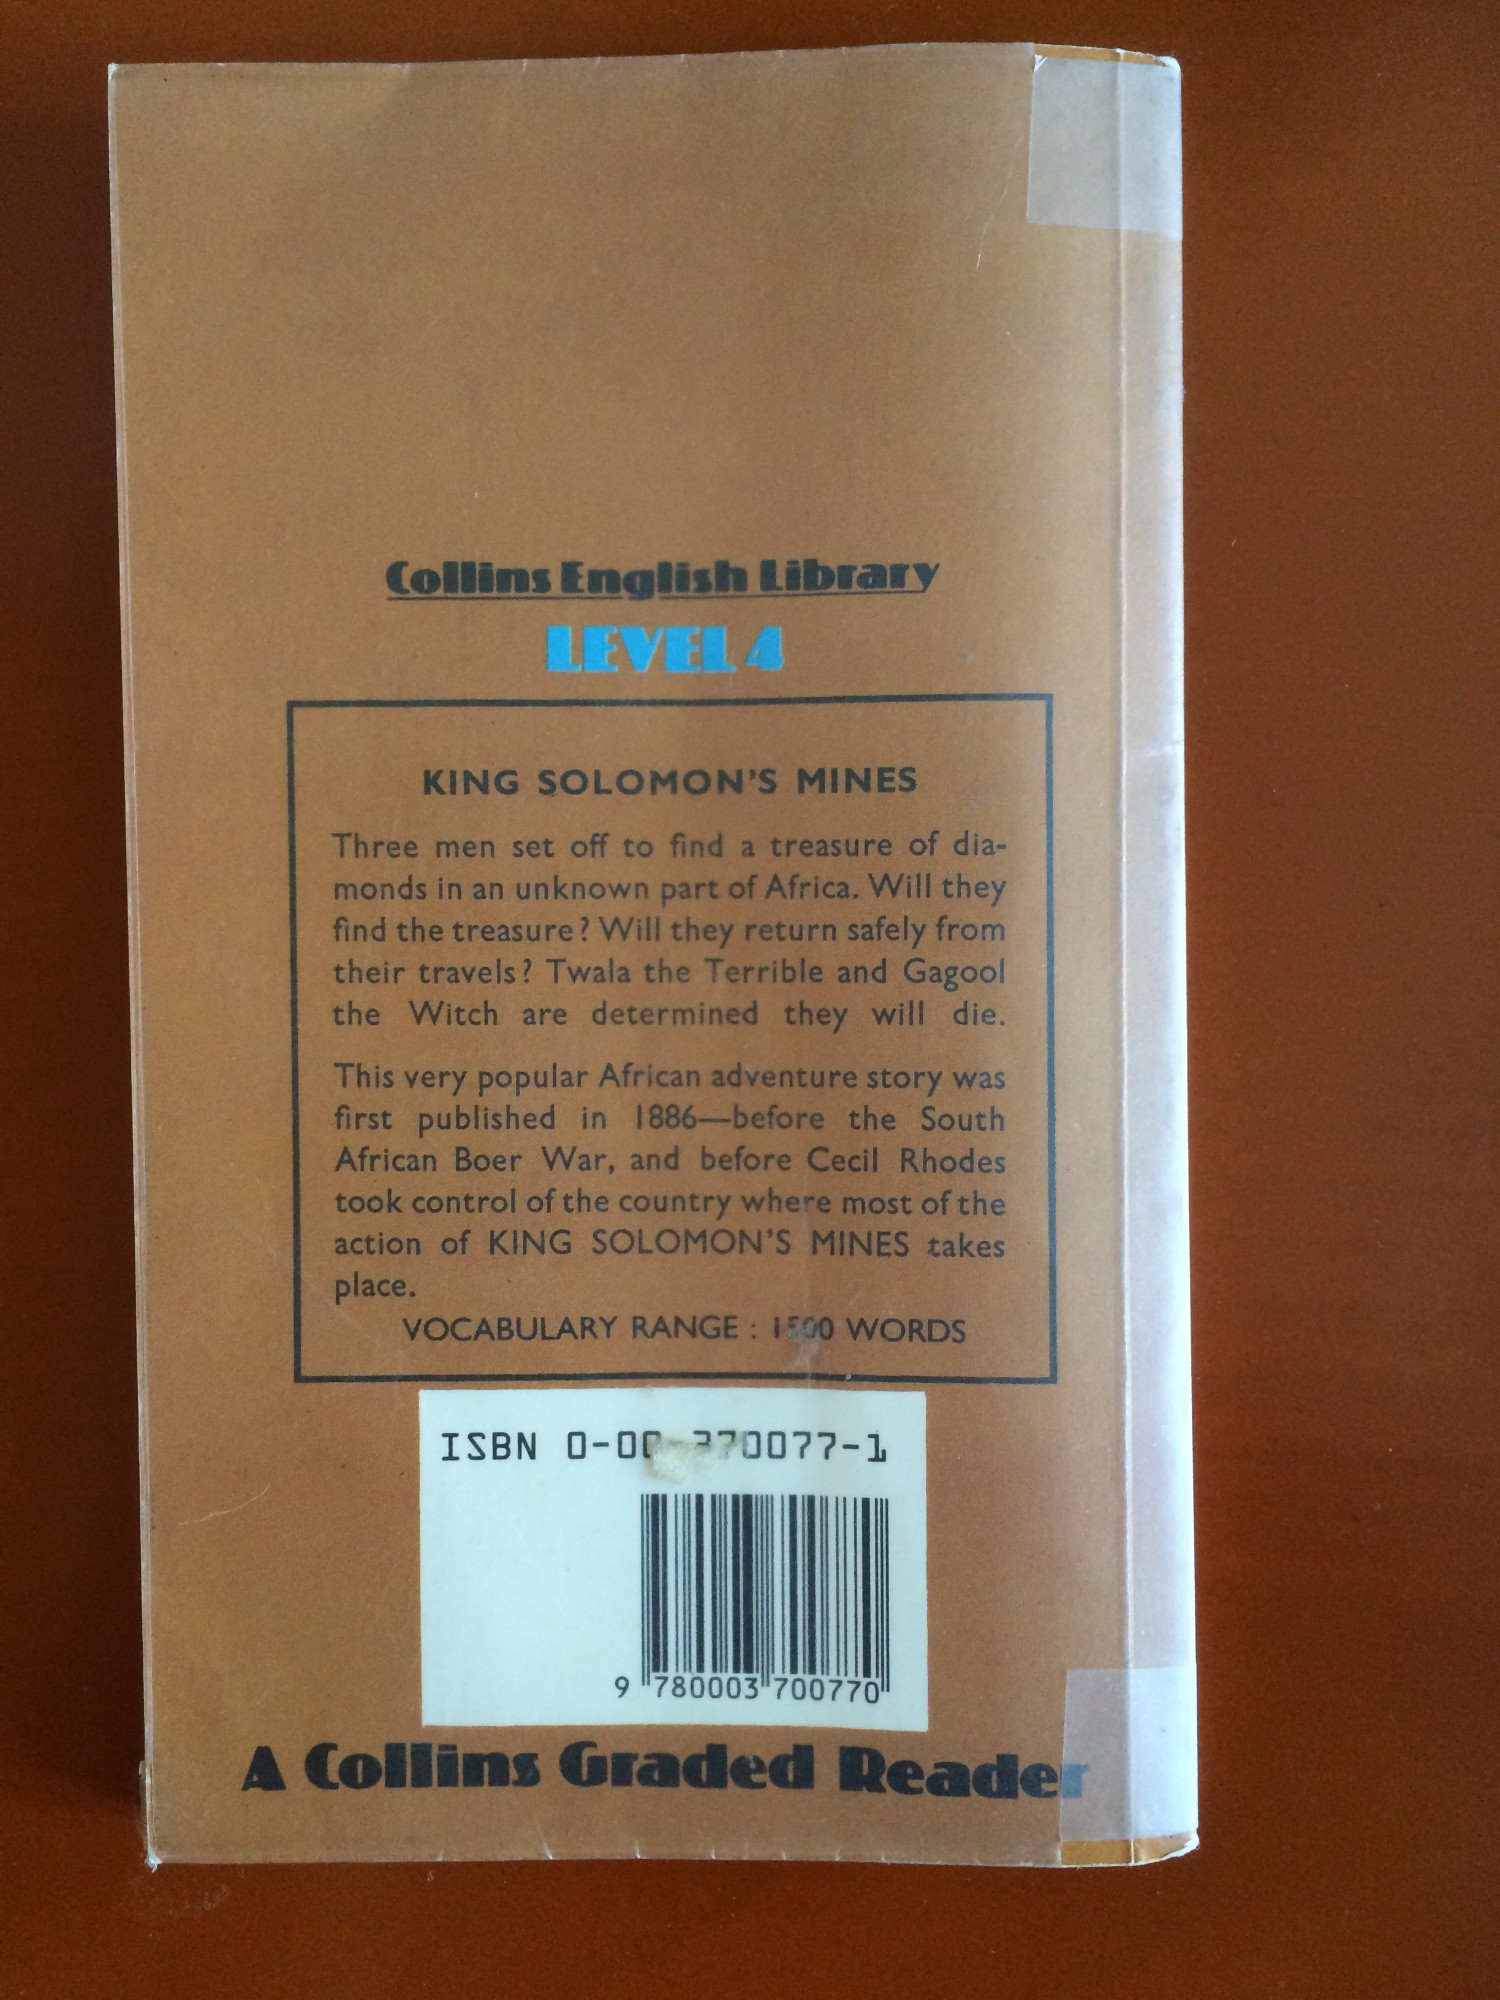 Collins English Library
LEVEL 4
KING SOLOMON'S MINES
Three men set off to find a treasure of dia-
monds in an unknown part of Africa. Will they
find the treasure? Will they return safely from
their travels? Twala the Terrible and Gagool
the Witch are determined they will die.
This very popular African adventure story was
first published in 1886—before the South
African Boer War, and before Cecil Rhodes
took control of the country where most of the
action of KING SOLOMON'S MINES takes
place.
VOCABULARY RANGE : 1500 WORDS
ISBN 0-00-370077-1
9 780003 700770
A Collins Graded Reader